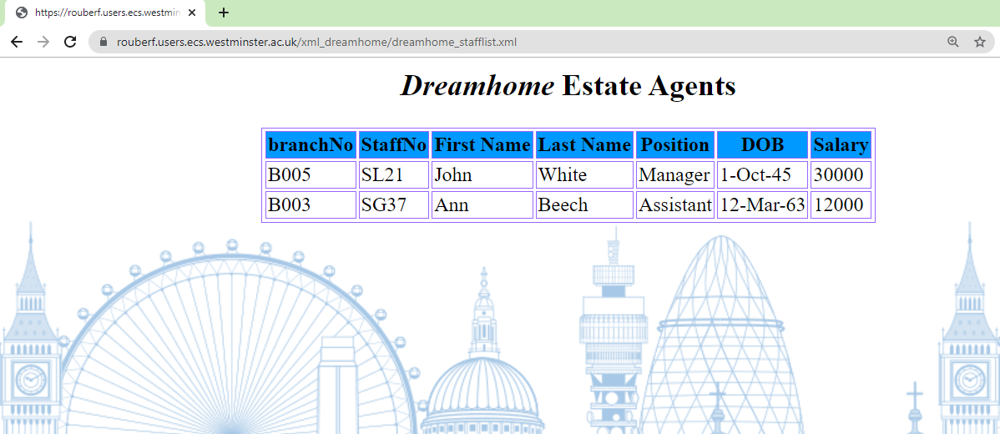 https://rouberf.users.ecs.westmin
rouberf.users.ecs.westminster.ac.uk/xml_dreamhome/dreamhome_stafflist.xml
Dreamhome Estate Agents
branchNo StaffNo First Name Last Name Position DOB Salary
B005 SL21 John White Manager 1-Oct-45 30000
B003 SG37 Ann Beech Assistant 12-Mar-63 12000